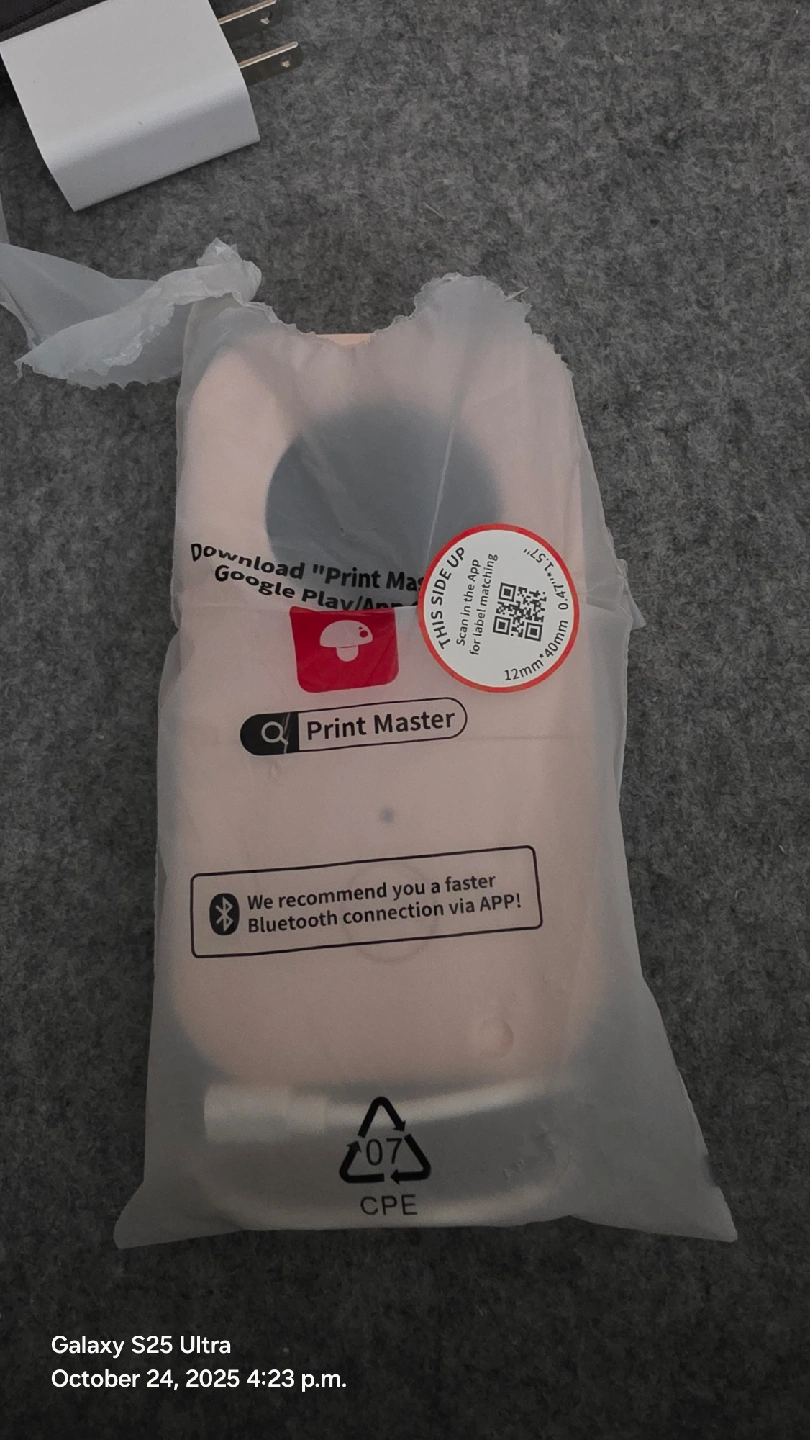 Download "Print Mas
Google Play/App
THIS SIDE UP
Scan in the App
for label matching
12mm*40mm 0.47"*1.57"
Print Master
We recommend you a faster
Bluetooth connection via APP!
07
CPE
Galaxy S25 Ultra
October 24, 2025 4:23 p.m.